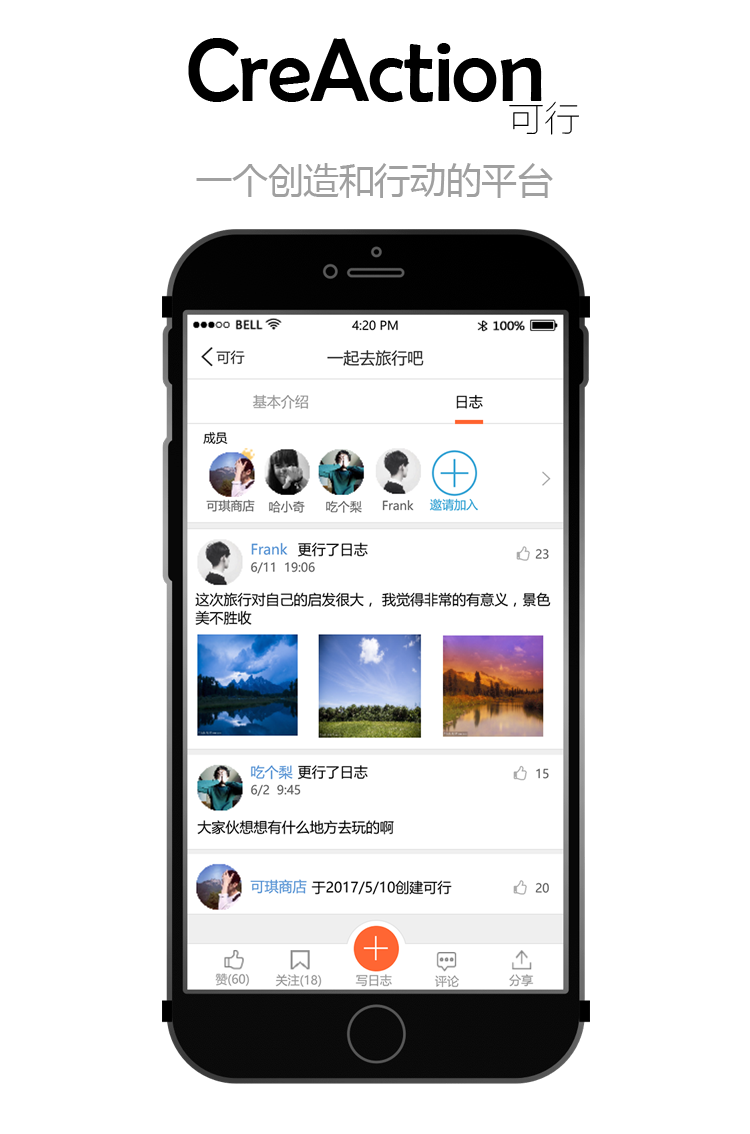 CreAction
可行
一个创造和行动的平台
BELL 4:20 PM 100%
可行 一起去旅行吧
基本介绍 日志
成员
可琪商店 哈小奇 吃个梨 Frank 邀请加入
Frank 更行了日志 23
6/11 19:06
这次旅行对自己的启发很大，我觉得非常的有意义，景色
美不胜收
吃个梨 更行了日志 15
6/2 9:45
大家伙想想有什么地方去玩的啊
可琪商店 于2017/5/10创建可行 20
赞(60) 关注(18) 写日志 评论 分享